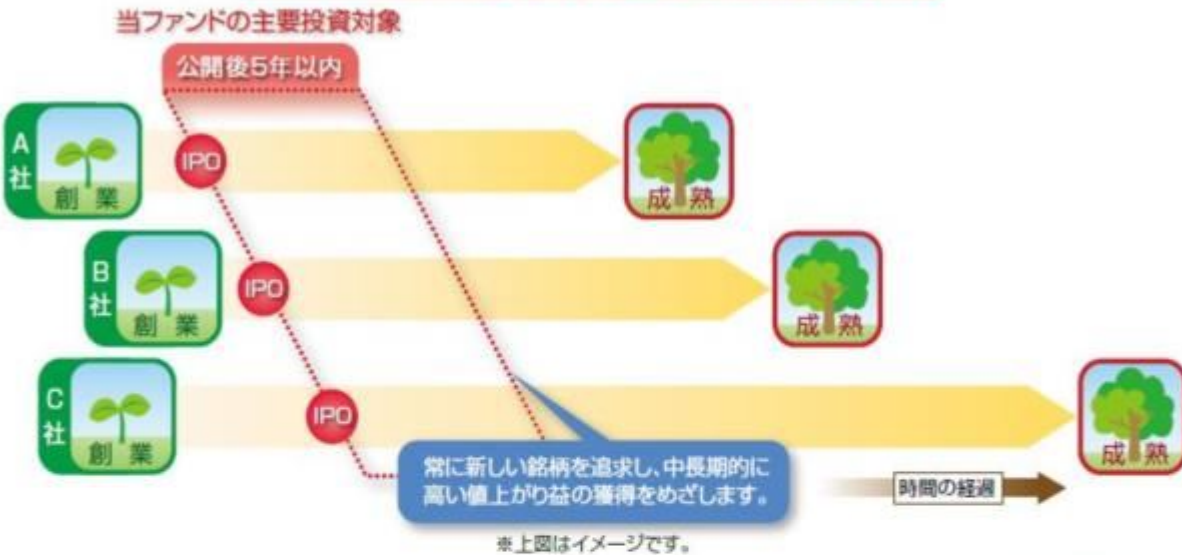 当ファンドの主要投資対象
公開後5年以内
A社
創業
IPO
成熟
B社
創業
IPO
成熟
C社
創業
IPO
成熟
常に新しい銘柄を追求し、中長期的に
高い値上がり益の獲得をめざします。
時間の経過
※上図はイメージです。